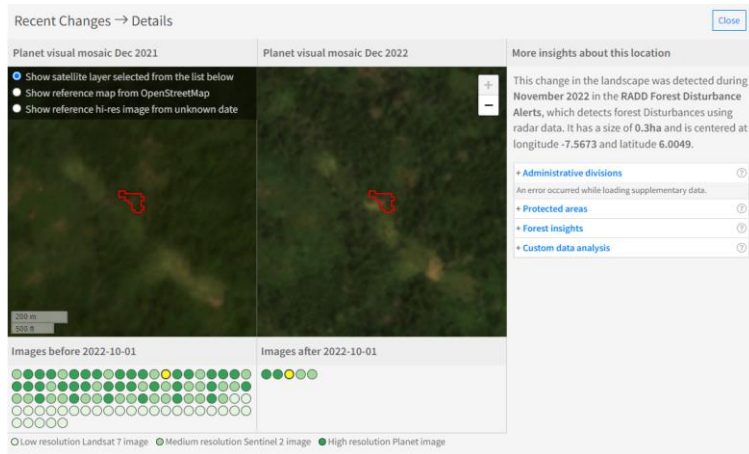 Recent Changes → Details
Close
Planet visual mosaic Dec 2021
Planet visual mosaic Dec 2022
More insights about this location
Show satellite layer selected from the list below
Show reference map from OpenStreetMap
Show reference hi-res image from unknown date
+
−
200 m
500 ft
This change in the landscape was detected during
November 2022 in the RADD Forest Disturbance
Alerts, which detects forest Disturbances using
radar data. It has a size of 0.3ha and is centered at
longitude -7.5673 and latitude 6.0049.
+ Administrative divisions ?
An error occurred while loading supplementary data.
+ Protected areas ?
+ Forest insights ?
+ Custom data analysis ?
Images before 2022-10-01
Images after 2022-10-01
Low resolution Landsat 7 image Medium resolution Sentinel 2 image High resolution Planet image